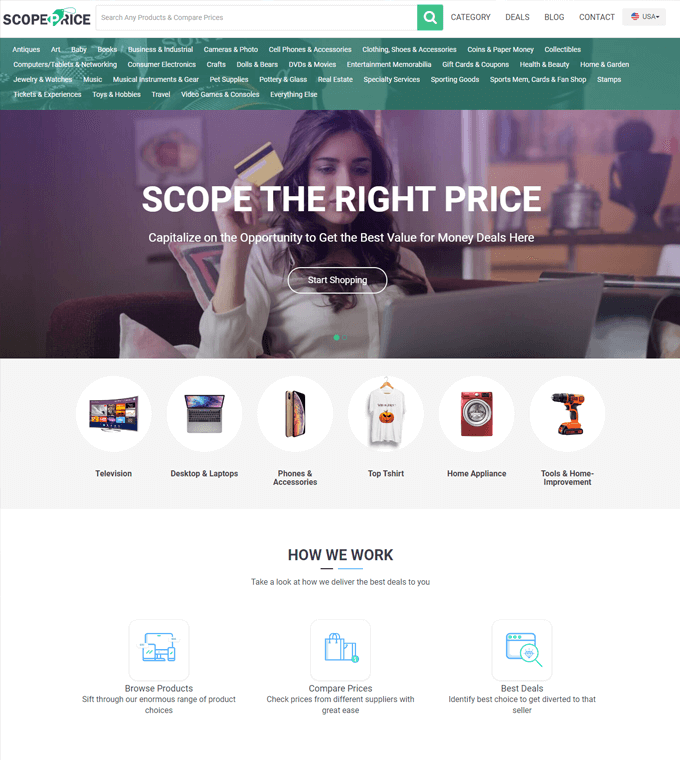 SCOPEPRICE
Search Any Products & Compare Prices
CATEGORY DEALS BLOG CONTACT USA
Antiques Art Baby Books Business & Industrial Cameras & Photo Cell Phones & Accessories Clothing, Shoes & Accessories Coins & Paper Money Collectibles
Computers/Tablets & Networking Consumer Electronics Crafts Dolls & Bears DVDs & Movies Entertainment Memorabilia Gift Cards & Coupons Health & Beauty Home & Garden
Jewelry & Watches Music Musical Instruments & Gear Pet Supplies Pottery & Glass Real Estate Specialty Services Sporting Goods Sports Mem, Cards & Fan Shop Stamps
Tickets & Experiences Toys & Hobbies Travel Video Games & Consoles Everything Else
SCOPE THE RIGHT PRICE
Capitalize on the Opportunity to Get the Best Value for Money Deals Here
Start Shopping
Television
Desktop & Laptops
Phones &
Accessories
Top Tshirt
Home Appliance
Tools & Home-
Improvement
HOW WE WORK
Take a look at how we deliver the best deals to you
Browse Products
Sift through our enormous range of product
choices
Compare Prices
Check prices from different suppliers with
great ease
Best Deals
Identify best choice to get diverted to that
seller